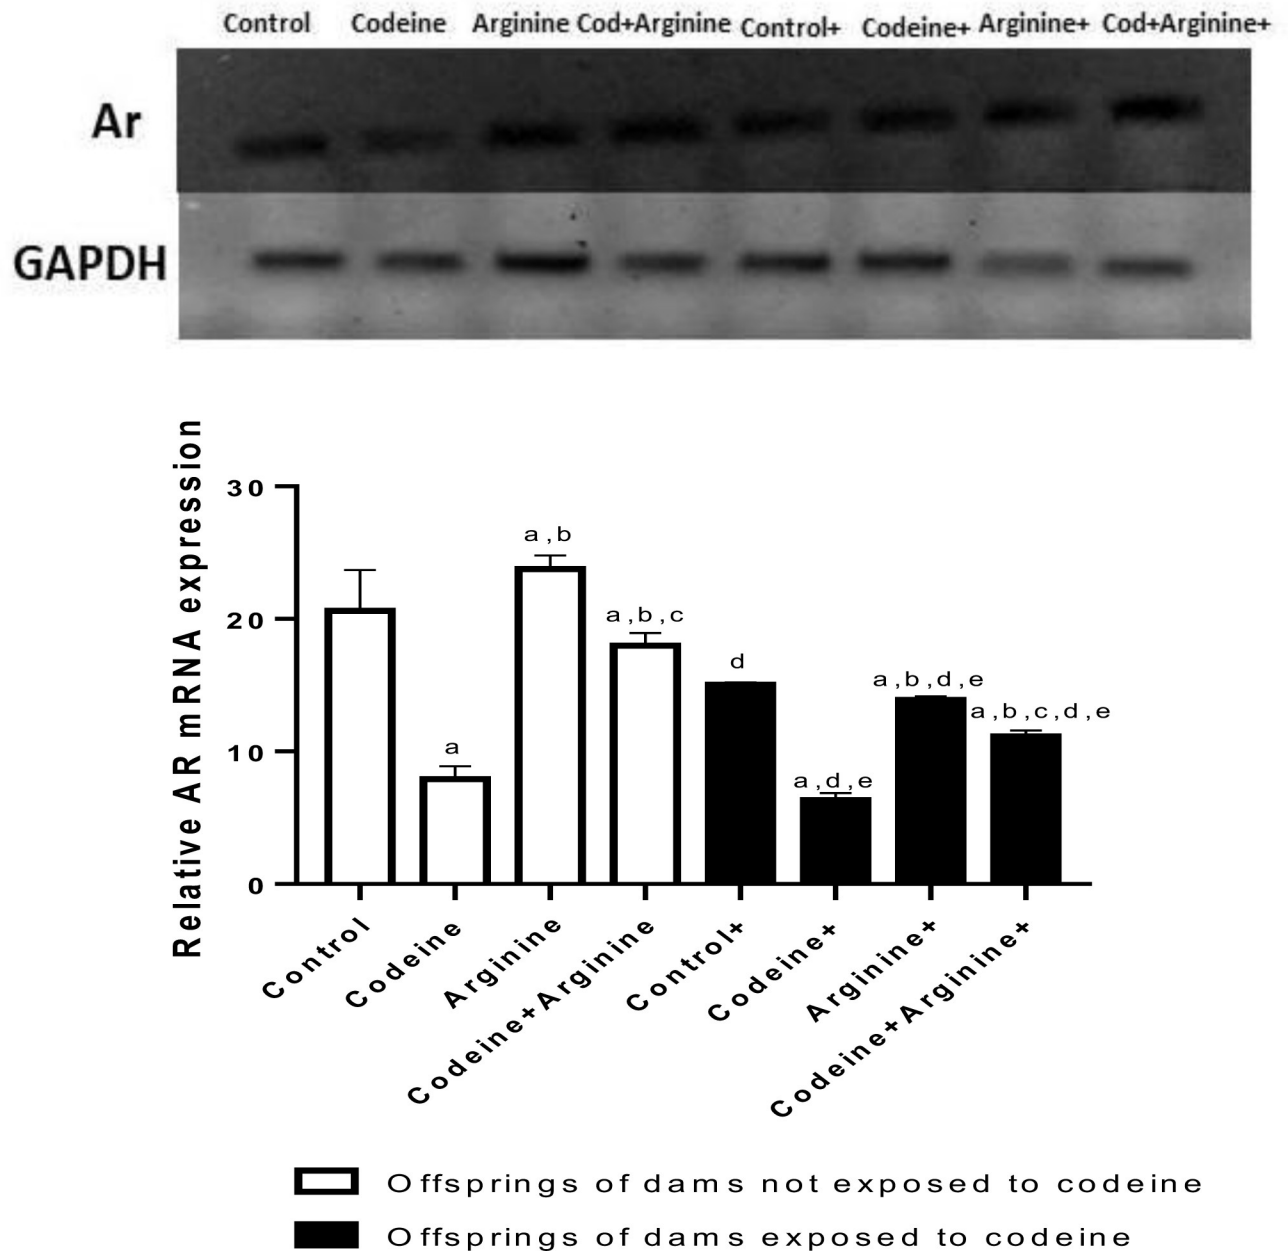 Control Codeine Arginine Cod+Arginine Control+ Codeine+ Arginine+ Cod+Arginine+
Ar
GAPDH
Relative AR mRNA expression
30
20
10
0
a
a,b
a,b,c
d
a,d,e
a,b,d,e
a,b,c,d,e
Control
Codeine
Arginine
Codeine+Arginine
Control+
Codeine+
Arginine+
Codeine+Arginine+
Offsprings of dams not exposed to codeine
Offsprings of dams exposed to codeine